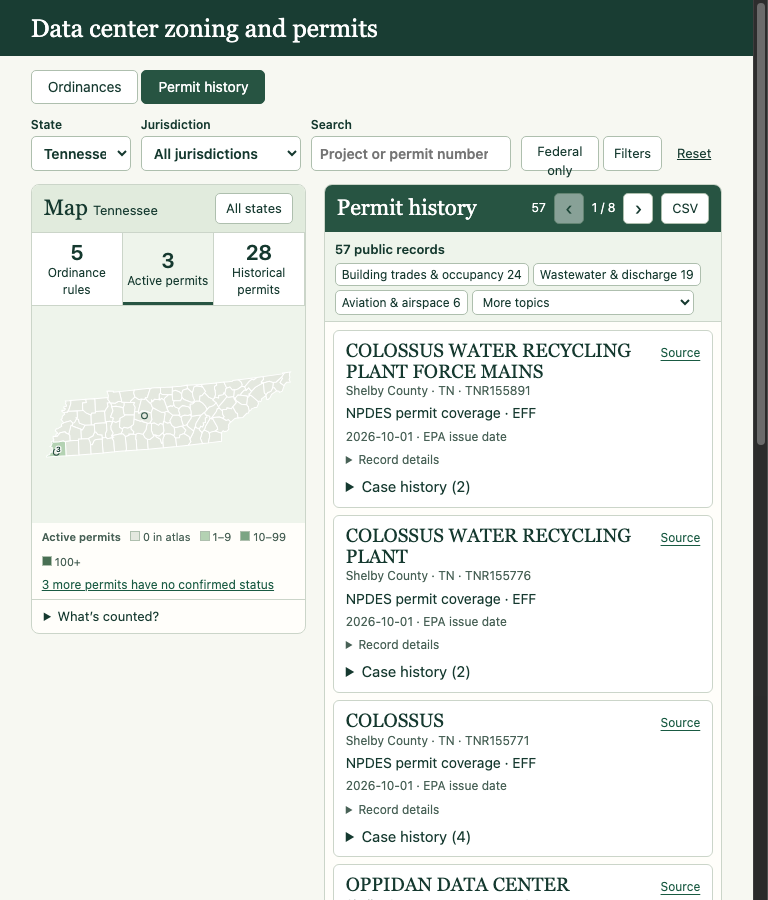 Data center zoning and permits
Ordinances
Permit history
State
Jurisdiction
Search
Tennesse
All jurisdictions
Project or permit number
Federal only
Filters
Reset
Map Tennessee
All states
5
Ordinance rules
3
Active permits
28
Historical permits
3
Active permits
0 in atlas
1–9
10–99
100+
3 more permits have no confirmed status
What's counted?
Permit history
57
‹
1 / 8
›
CSV
57 public records
Building trades & occupancy 24
Wastewater & discharge 19
Aviation & airspace 6
More topics
COLOSSUS WATER RECYCLING
PLANT FORCE MAINS
Source
Shelby County · TN · TNR155891
NPDES permit coverage · EFF
2026-10-01 · EPA issue date
Record details
Case history (2)
COLOSSUS WATER RECYCLING
PLANT
Source
Shelby County · TN · TNR155776
NPDES permit coverage · EFF
2026-10-01 · EPA issue date
Record details
Case history (2)
COLOSSUS
Source
Shelby County · TN · TNR155771
NPDES permit coverage · EFF
2026-10-01 · EPA issue date
Record details
Case history (4)
OPPIDAN DATA CENTER
Source